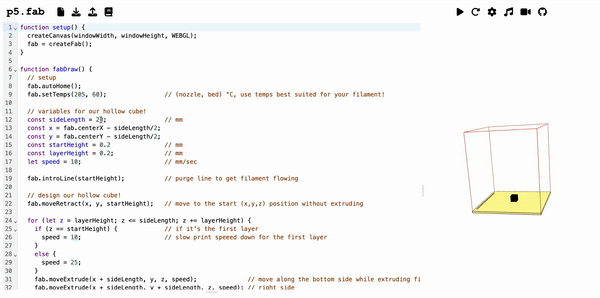 p5.fab
1 function setup() {
2 createCanvas(windowWidth, windowHeight, WEBGL);
3 fab = createFab();
4 }
5
6 function fabDraw() {
7 // setup
8 fab.autoHome();
9 fab.setTemps(205, 60); // (nozzle, bed) °C, use temps best suited for your filament!
10
11 // variables for our hollow cube!
12 const sideLength = 20; // mm
13 const x = fab.centerX - sideLength/2;
14 const y = fab.centerY - sideLength/2;
15 const startHeight = 0.2 // mm
16 const layerHeight = 0.2; // mm
17 let speed = 10; // mm/sec
18
19 fab.introLine(startHeight); // purge line to get filament flowing
20
21 // design our hollow cube!
22 fab.moveRetract(x, y, startHeight); // move to the start (x,y,z) position without extruding
23
24 for (let z = layerHeight; z <= sideLength; z += layerHeight) {
25 if (z == startHeight) { // if it's the first layer
26 speed = 10; // slow print speeed down for the first layer
27 }
28 else {
29 speed = 25;
30 }
31 fab.moveExtrude(x + sideLength, y, z, speed); // move along the bottom side while extruding fi
32 fab.moveExtrude(x + sideLength, y + sideLength, z, speed); // right side